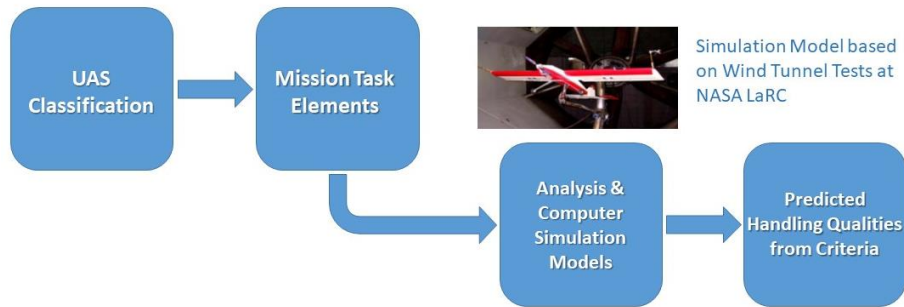 UAS
Classification
Mission Task
Elements
Simulation Model based
on Wind Tunnel Tests at
NASA LaRC
Analysis &
Computer
Simulation
Models
Predicted
Handling Qualities
from Criteria